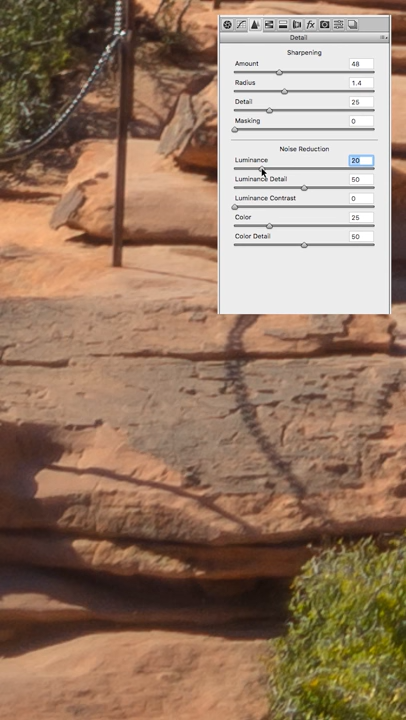 fx
Detail
Sharpening
Amount 48
Radius 1.4
Detail 25
Masking 0
Noise Reduction
Luminance 20
Luminance Detail 50
Luminance Contrast 0
Color 25
Color Detail 50